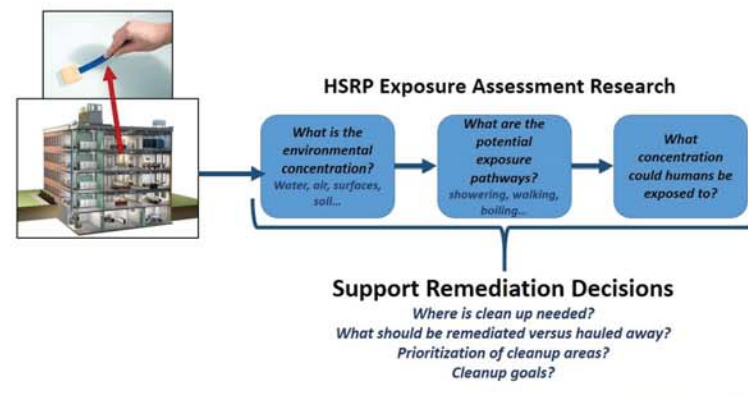 HSRP Exposure Assessment Research
What is the
environmental
concentration?
Water, air, surfaces,
soil...
What are the
potential
exposure
pathways?
showering, walking,
boiling...
What
concentration
could humans be
exposed to?
Support Remediation Decisions
Where is clean up needed?
What should be remediated versus hauled away?
Prioritization of cleanup areas?
Cleanup goals?